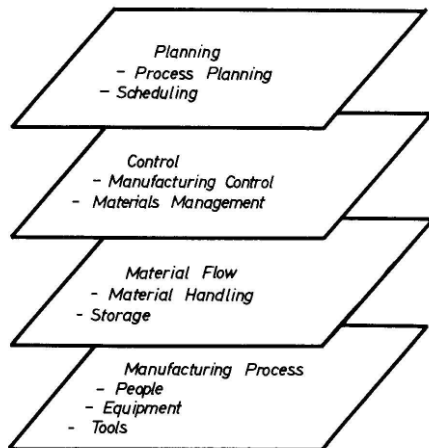 Planning
- Process Planning
- Scheduling
Control
- Manufacturing Control
- Materials Management
Material Flow
- Material Handling
- Storage
Manufacturing Process
- People
- Equipment
- Tools